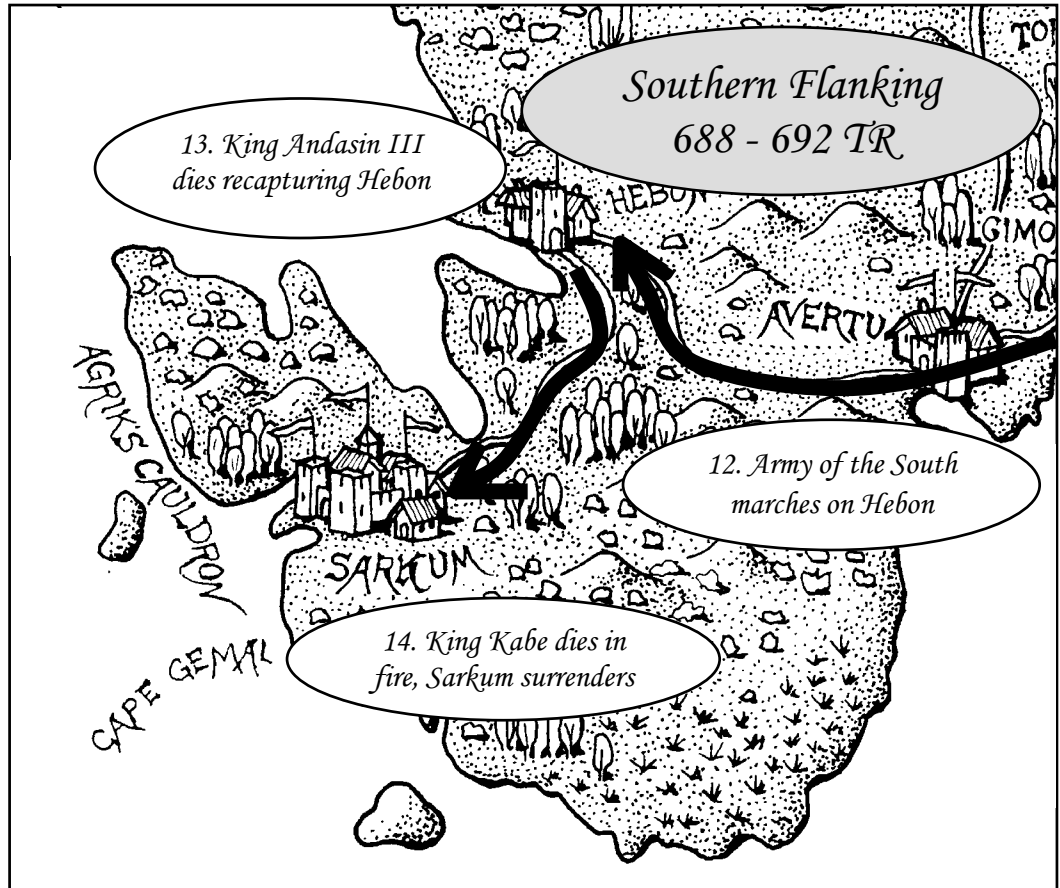 Southern Flanking
688 - 692 TR
13. King Andasin III
dies recapturing Hebon
HEBON
AVERTU
AGRIKS CAULDRON
12. Army of the South
marches on Hebon
SARKUM
14. King Kabe dies in
fire, Sarkum surrenders
CAPE GEMAL